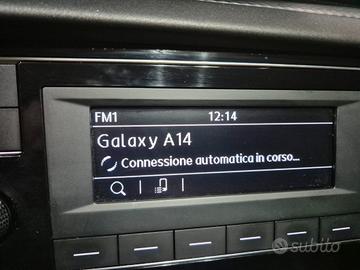 FM1 12:14
Galaxy A14
Connessione automatica in corso...
subito